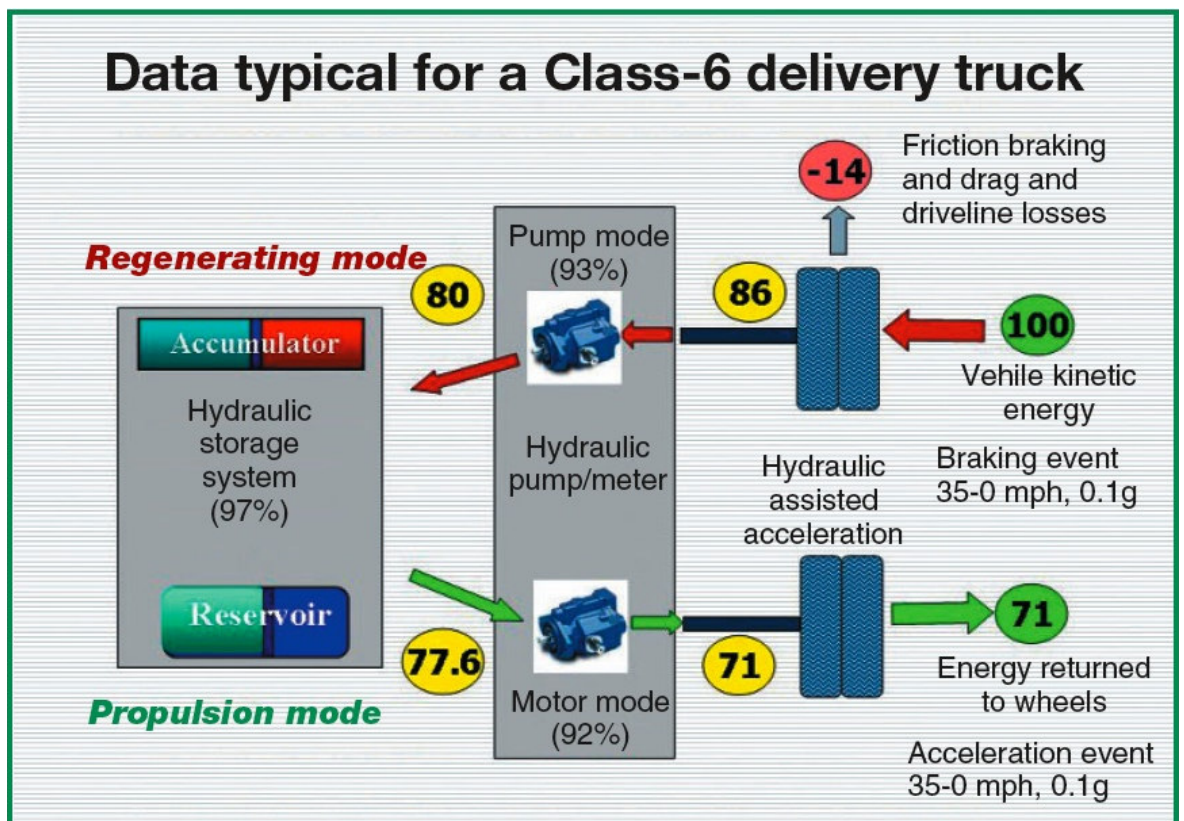 Data typical for a Class-6 delivery truck
-14
Friction braking
and drag and
driveline losses
Regenerating mode
Pump mode
(93%)
80
86
100
Accumulator
Vehile kinetic
energy
Hydraulic
storage
system
(97%)
Hydraulic
pump/meter
Hydraulic
assisted
acceleration
Braking event
35-0 mph, 0.1g
Reservoir
77.6
71
71
Propulsion mode
Motor mode
(92%)
Energy returned
to wheels
Acceleration event
35-0 mph, 0.1g